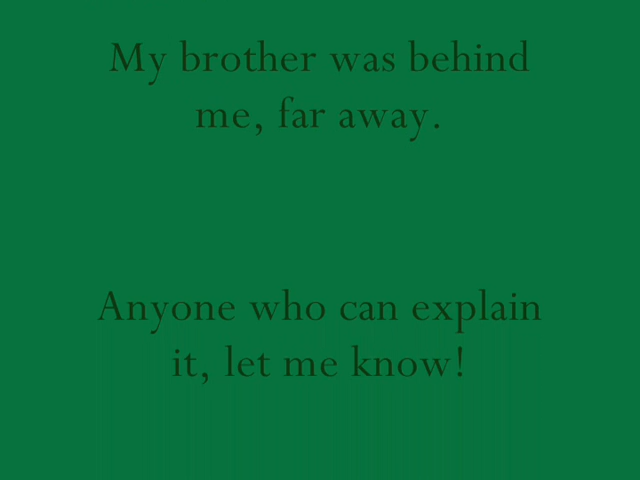 My brother was behind
me, far away.
Anyone who can explain
it, let me know!